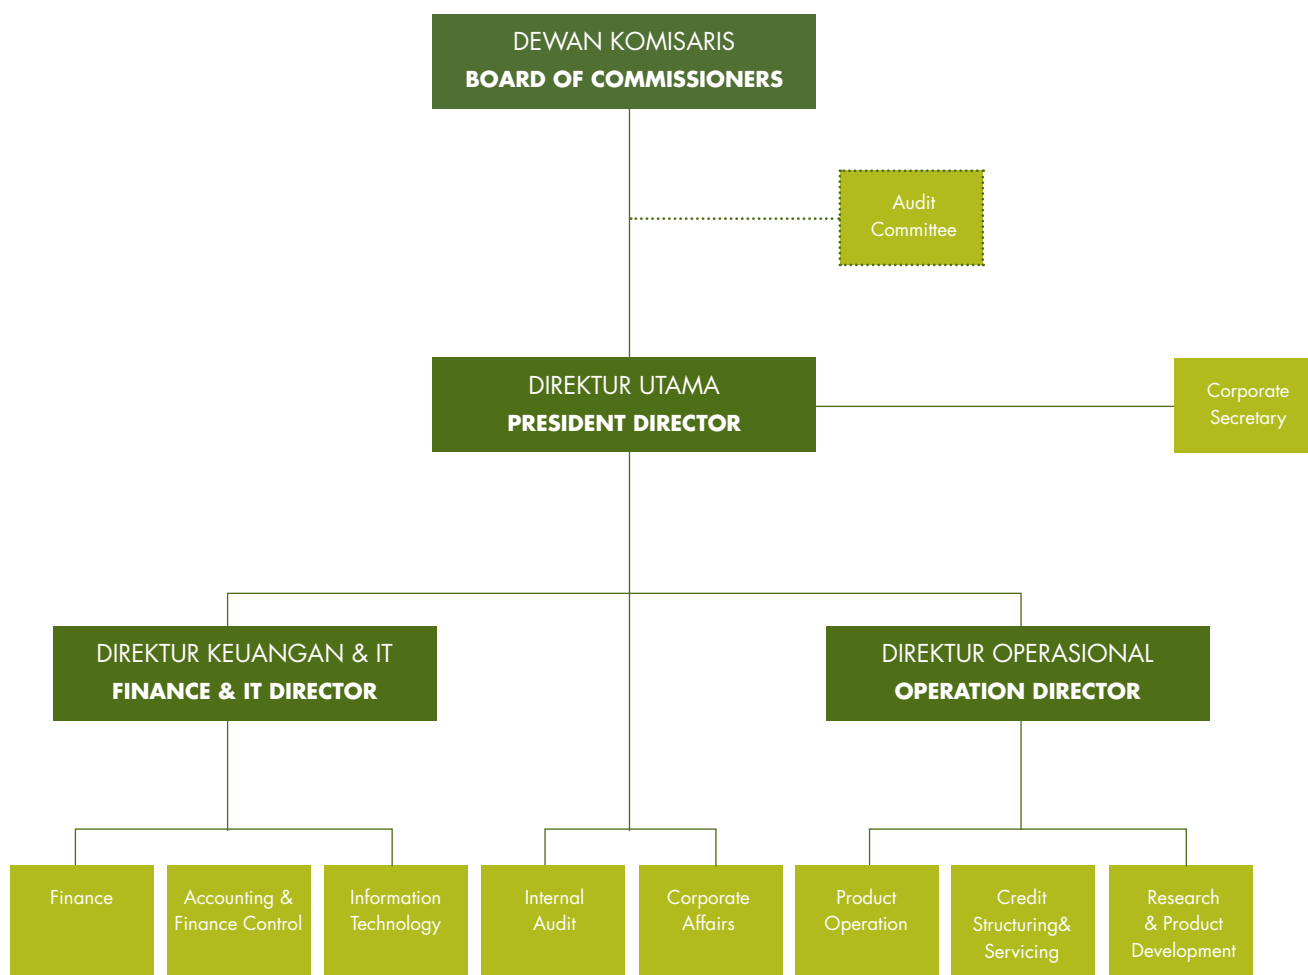 DEWAN KOMISARIS
BOARD OF COMMISSIONERS
Audit
Committee
DIREKTUR UTAMA
PRESIDENT DIRECTOR
Corporate
Secretary
DIREKTUR KEUANGAN & IT
FINANCE & IT DIRECTOR
DIREKTUR OPERASIONAL
OPERATION DIRECTOR
Finance
Accounting &
Finance Control
Information
Technology
Internal
Audit
Corporate
Affairs
Product
Operation
Credit
Structuring&
Servicing
Research
& Product
Development